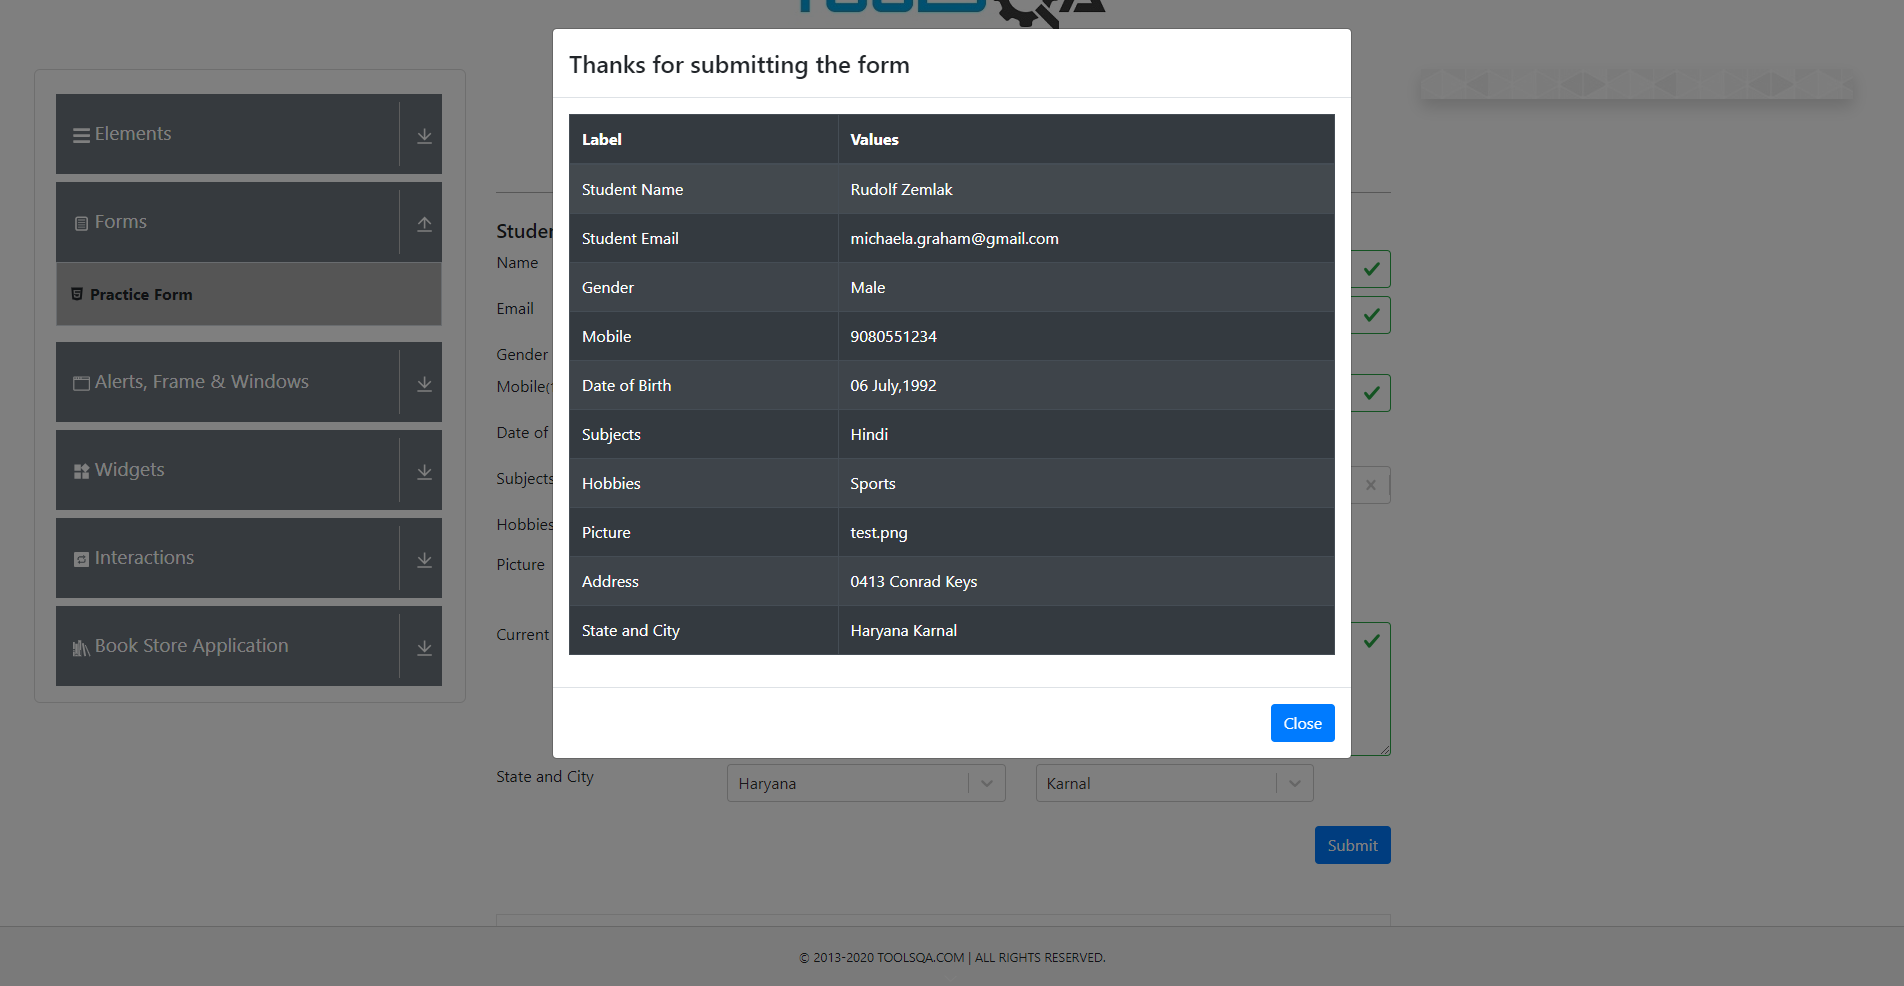 Thanks for submitting the form
Label Values
Student Name Rudolf Zemlak
Student Email michaela.graham@gmail.com
Gender Male
Mobile 9080551234
Date of Birth 06 July,1992
Subjects Hindi
Hobbies Sports
Picture test.png
Address 0413 Conrad Keys
State and City Haryana Karnal
Close
Elements
Forms
Practice Form
Alerts, Frame & Windows
Widgets
Interactions
Book Store Application
Name
Email
Gender
Mobile(
Date of
Subjects
Hobbies
Picture
Current
State and City Haryana Karnal
Submit
© 2013-2020 TOOLSQA.COM | ALL RIGHTS RESERVED.